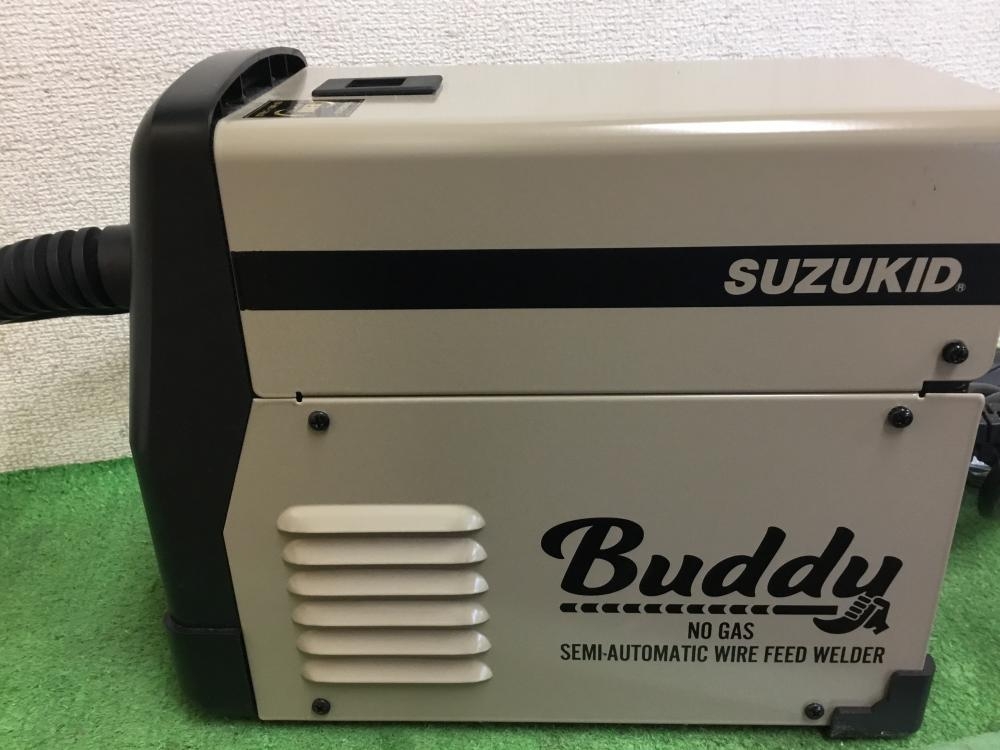 SUZUKID®
Buddy
NO GAS
SEMI-AUTOMATIC WIRE FEED WELDER